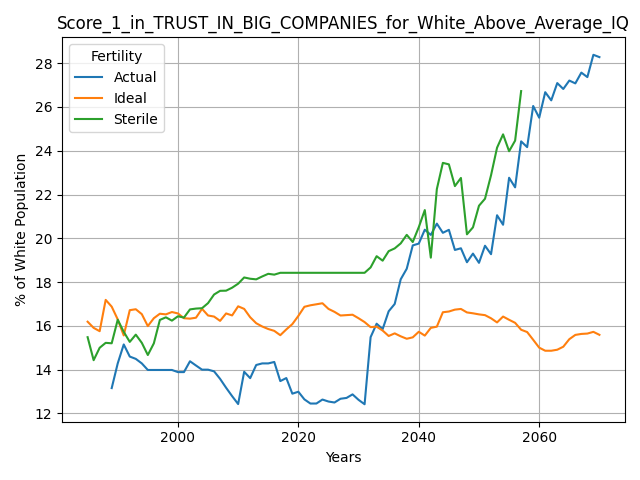 Score_1_in_TRUST_IN_BIG_COMPANIES_for_White_Above_Average_IQ
Fertility
Actual
Ideal
Sterile
% of White Population
28
26
24
22
20
18
16
14
12
2000
2020
2040
2060
Years